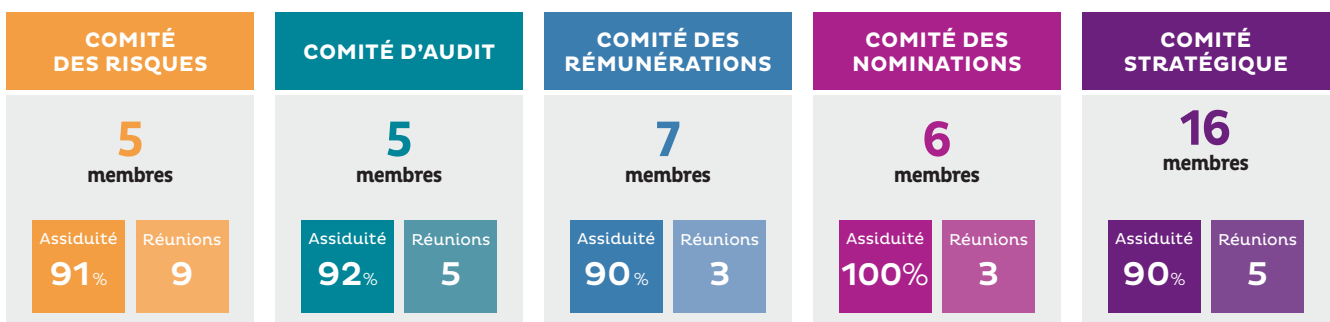 COMITÉ
DES RISQUES
5
membres
Assiduité
91%
Réunions
9
COMITÉ D'AUDIT
5
membres
Assiduité
92%
Réunions
5
COMITÉ DES
RÉMUNÉRATIONS
7
membres
Assiduité
90%
Réunions
3
COMITÉ DES
NOMINATIONS
6
membres
Assiduité
100%
Réunions
3
COMITÉ
STRATÉGIQUE
16
membres
Assiduité
90%
Réunions
5